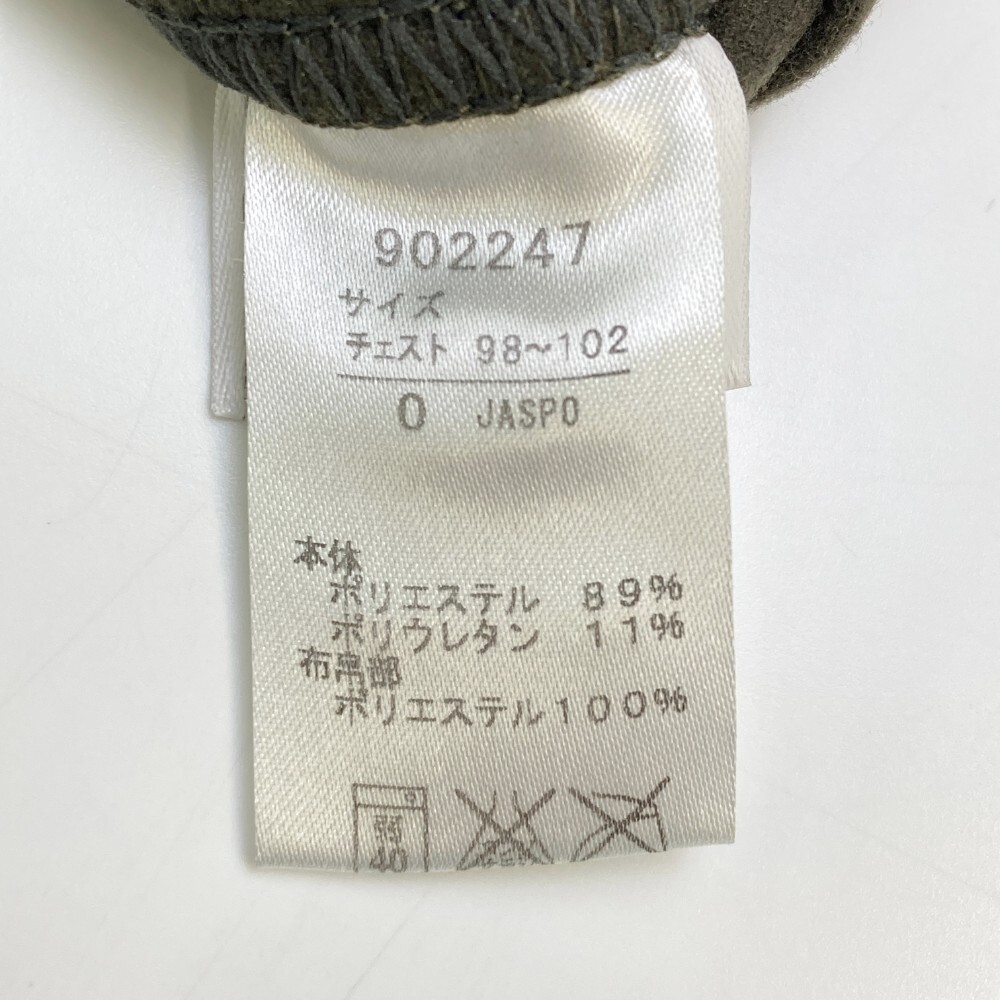 902247
サイズ
チェスト 98~102
O JASPO
本体
ポリエステル 89%
ポリウレタン 11%
布帛部
ポリエステル100%
弱
40